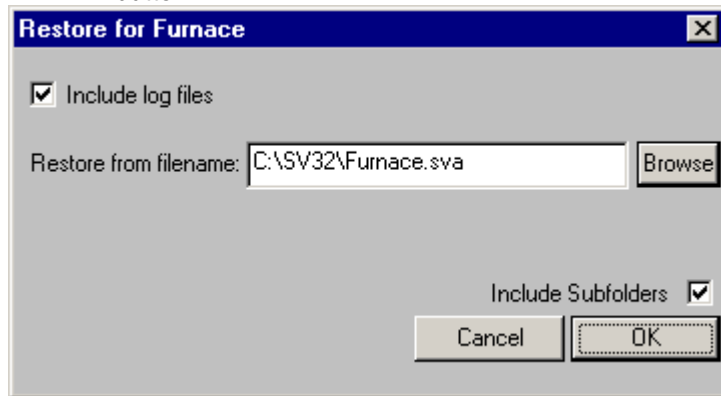 Restore for Furnace
Include log files
Restore from filename: C:\SV32\Furnace.sva Browse
Include Subfolders
Cancel OK